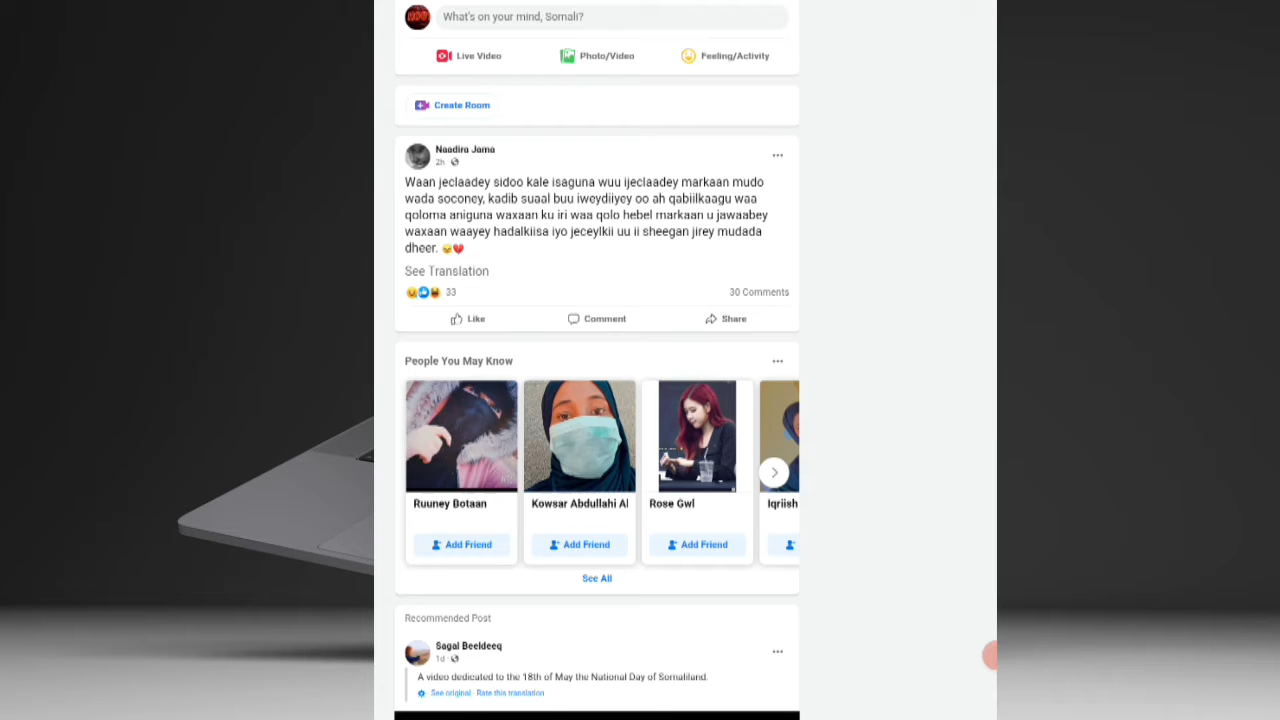 What's on your mind, Somali?
Live Video
Photo/Video
Feeling/Activity
Create Room
Naadira Jama
2h
Waan jeclaadey sidoo kale isaguna wuu ijeclaadey markaan mudo
wada soconey, kadib suaal buu iweydiiyey oo ah qabiilkaagu waa
qoloma aniguna waxaan ku iri waa qolo hebel markaan u jawaabey
waxaan waayey hadalkiisa iyo jeceylkii uu ii sheegan jirey mudada
dheer. 😣💔
See Translation
33
30 Comments
Like
Comment
Share
People You May Know
Ruuney Botaan
Kowsar Abdullahi Al
Rose Gwl
Iqriish
Add Friend
Add Friend
Add Friend
See All
Recommended Post
Sagal Beeldeeq
1d
A video dedicated to the 18th of May the National Day of Somaliland.
See original · Rate this translation